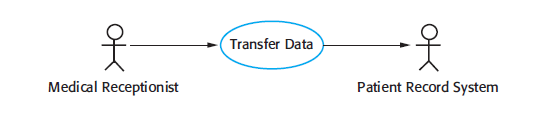 Transfer Data
Medical Receptionist
Patient Record System